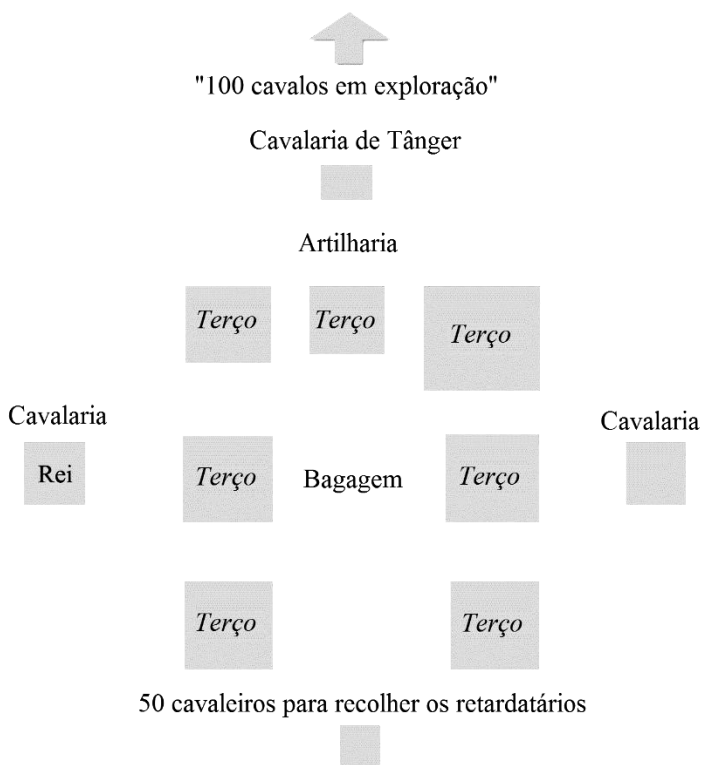 "100 cavalos em exploração"
Cavalaria de Tânger
Artilharia
Terço
Terço
Terço
Cavalaria
Cavalaria
Rei
Terço
Bagagem
Terço
Terço
Terço
50 cavaleiros para recolher os retardatários